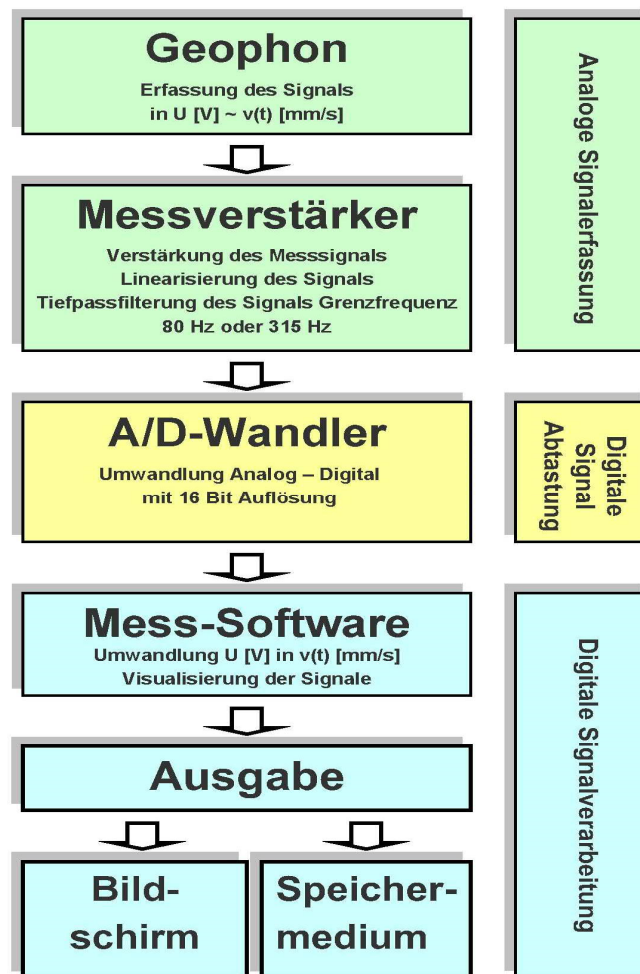 Geophon
Erfassung des Signals
in U [V] ~ v(t) [mm/s]
Messverstärker
Verstärkung des Messsignals
Linearisierung des Signals
Tiefpassfilterung des Signals Grenzfrequenz
80 Hz oder 315 Hz
Analoge Signalerfassung
A/D-Wandler
Umwandlung Analog – Digital
mit 16 Bit Auflösung
Digitale
Signal
Abtastung
Mess-Software
Umwandlung U [V] in v(t) [mm/s]
Visualisierung der Signale
Ausgabe
Bild-
schirm
Speicher-
medium
Digitale Signalverarbeitung